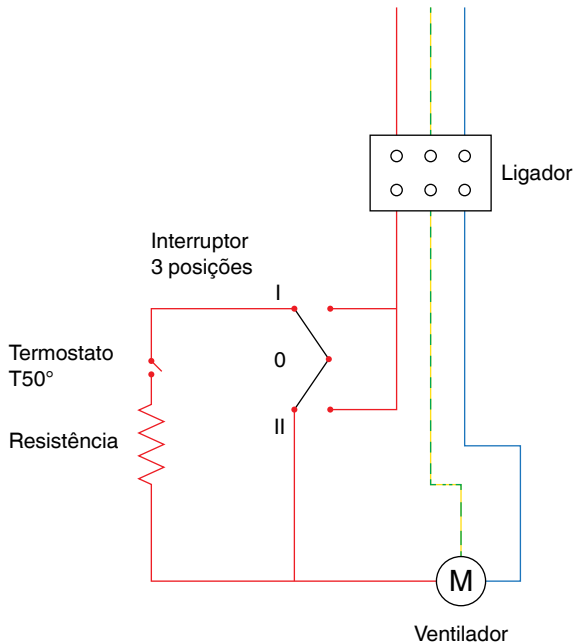 Ligador
Interruptor
3 posições
I
0
II
Termostato
T50°
Resistência
M
Ventilador